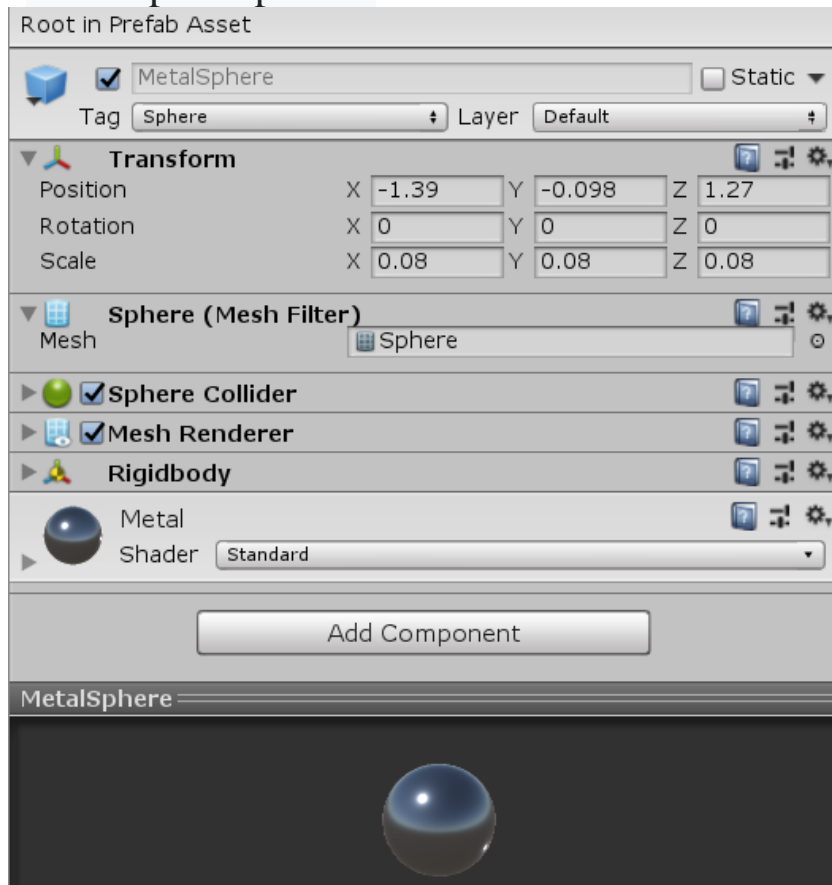 Root in Prefab Asset
MetalSphere Static
Tag Sphere Layer Default
Transform
Position X -1.39 Y -0.098 Z 1.27
Rotation X 0 Y 0 Z 0
Scale X 0.08 Y 0.08 Z 0.08
Sphere (Mesh Filter)
Mesh Sphere
Sphere Collider
Mesh Renderer
Rigidbody
Metal
Shader Standard
Add Component
MetalSphere